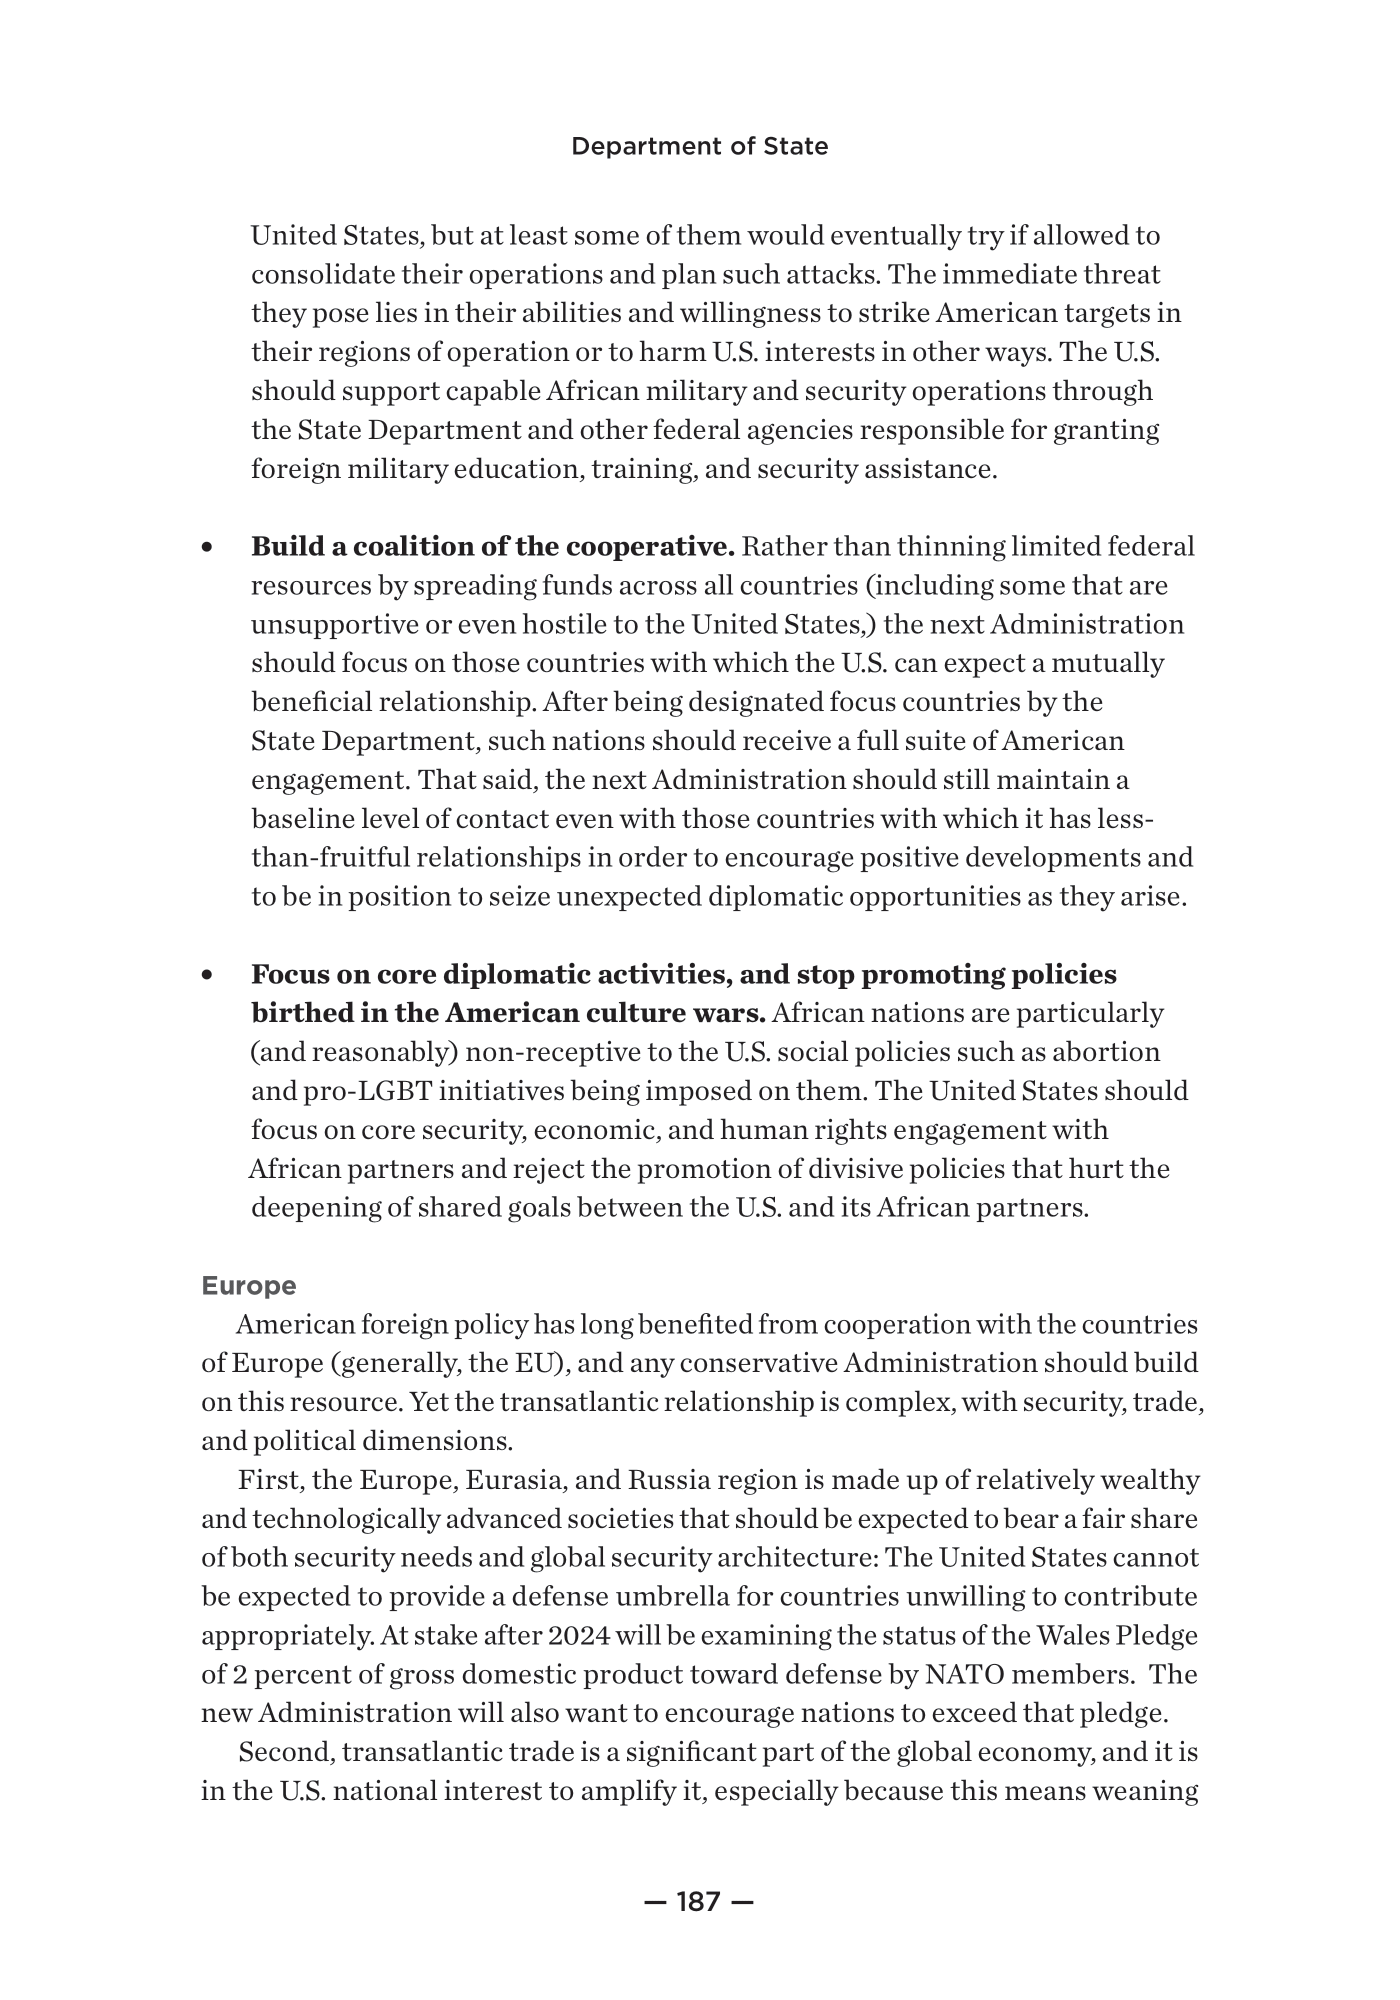 Department of State
United States, but at least some of them would eventually try if allowed to
consolidate their operations and plan such attacks. The immediate threat
they pose lies in their abilities and willingness to strike American targets in
their regions of operation or to harm U.S. interests in other ways. The U.S.
should support capable African military and security operations through
the State Department and other federal agencies responsible for granting
foreign military education, training, and security assistance.
• Build a coalition of the cooperative. Rather than thinning limited federal
resources by spreading funds across all countries (including some that are
unsupportive or even hostile to the United States,) the next Administration
should focus on those countries with which the U.S. can expect a mutually
beneficial relationship. After being designated focus countries by the
State Department, such nations should receive a full suite of American
engagement. That said, the next Administration should still maintain a
baseline level of contact even with those countries with which it has less-
than-fruitful relationships in order to encourage positive developments and
to be in position to seize unexpected diplomatic opportunities as they arise.
• Focus on core diplomatic activities, and stop promoting policies
birthed in the American culture wars. African nations are particularly
(and reasonably) non-receptive to the U.S. social policies such as abortion
and pro-LGBT initiatives being imposed on them. The United States should
focus on core security, economic, and human rights engagement with
African partners and reject the promotion of divisive policies that hurt the
deepening of shared goals between the U.S. and its African partners.
Europe
American foreign policy has long benefited from cooperation with the countries
of Europe (generally, the EU), and any conservative Administration should build
on this resource. Yet the transatlantic relationship is complex, with security, trade,
and political dimensions.
First, the Europe, Eurasia, and Russia region is made up of relatively wealthy
and technologically advanced societies that should be expected to bear a fair share
of both security needs and global security architecture: The United States cannot
be expected to provide a defense umbrella for countries unwilling to contribute
appropriately. At stake after 2024 will be examining the status of the Wales Pledge
of 2 percent of gross domestic product toward defense by NATO members.  The
new Administration will also want to encourage nations to exceed that pledge.
Second, transatlantic trade is a significant part of the global economy, and it is
in the U.S. national interest to amplify it, especially because this means weaning
— 187 —